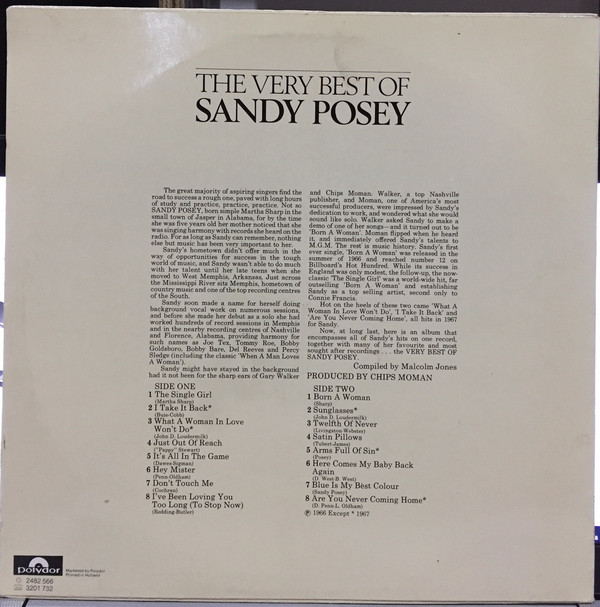 THE VERY BEST OF
SANDY POSEY
The great majority of aspiring singers find the
road to success a rough one, paved with long hours
of study and practice, practice, practice. Not so
SANDY POSEY, born simple Martha Sharp in the
small town of Jasper in Alabama, for by the time
she was five years old her mother noticed that she
was singing harmony with records she heard on the
radio. For as long as Sandy can remember, nothing
else but music has been very important to her.
Sandy's hometown didn't offer much in the
way of opportunities for success in the tough
world of music, and Sandy wasn't able to do much
with her talent until her late teens when she
moved to West Memphis, Arkansas. Just across
the Mississippi River sits Memphis, hometown of
country music and one of the top recording centres
of the South.
Sandy soon made a name for herself doing
background vocal work on numerous sessions,
and before she made her debut as a solo she had
worked hundreds of record sessions in Memphis
and in the nearby recording centres of Nashville
and Florence, Alabama, providing harmony for
such names as Joe Tex, Tommy Roe, Bobby
Goldsboro, Bobby Bare, Del Reeves and Percy
Sledge (including the classic 'When A Man Loves
A Woman').
Sandy might have stayed in the background
had it not been for the sharp ears of Gary Walker
and Chips Moman. Walker, a top Nashville
publisher, and Moman, one of America's most
successful producers, were impressed by Sandy's
dedication to work, and wondered what she would
sound like solo. Walker asked Sandy to make a
demo of one of her songs—and it turned out to be
'Born A Woman'. Moman flipped when he heard
it, and immediately offered Sandy's talents to
M.G.M. The rest is music history. Sandy's first
ever single, 'Born A Woman' was released in the
summer of 1966 and reached number 12 on
Billboard's Hot Hundred. While its success in
England was only modest, the follow-up, the now-
classic 'The Single Girl' was a world-wide hit, far
outselling 'Born A Woman' and establishing
Sandy as a top selling artist, second only to
Connie Francis.
Hot on the heels of these two came 'What A
Woman In Love Won't Do', 'I Take It Back' and
'Are You Never Coming Home', all hits in 1967
for Sandy.
Now, at long last, here is an album that
encompasses all of Sandy's hits on one record,
together with many of her favourite and most
sought after recordings . . . the VERY BEST OF
SANDY POSEY.
Compiled by Malcolm Jones
PRODUCED BY CHIPS MOMAN
SIDE ONE
1 The Single Girl
(Martha Sharp)
2 I Take It Back*
(Buie-Cobb)
3 What A Woman In Love
Won't Do*
(John D. Loudermilk)
4 Just Out Of Reach
("Pappy" Stewart)
5 It's All In The Game
(Dawes-Sigman)
6 Hey Mister
(Penn-Oldham)
7 Don't Touch Me
(Cochran)
8 I've Been Loving You
Too Long (To Stop Now)
(Redding-Butler)
SIDE TWO
1 Born A Woman
(Sharp)
2 Sunglasses*
(John D. Loudermilk)
3 Twelfth Of Never
(Livingston-Webster)
4 Satin Pillows
(Tubert-James)
5 Arms Full Of Sin*
(Posey)
6 Here Comes My Baby Back
Again
(D. West-B. West)
7 Blue Is My Best Colour
(Sandy Posey)
8 Are You Never Coming Home*
(D. Penn-L. Oldham)
℗ 1966 Except * 1967
polydor
Marketed by Polydor
Printed in Holland
2482 566
3201 732